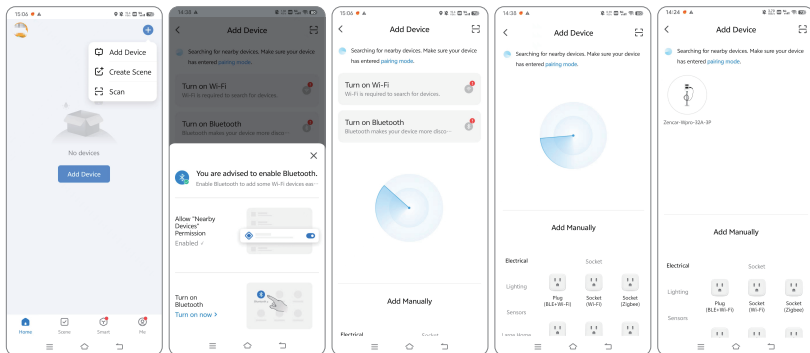 15:06
Add Device
Create Scene
Scan
No devices
Add Device
Home
Scene
Smart
Me
14:38
Add Device
Searching for nearby devices. Make sure your device
has entered pairing mode.
Turn on Wi-Fi
Wi-Fi is required to search for devices.
Turn on Bluetooth
Bluetooth makes your device more disco···
You are advised to enable Bluetooth.
Enable Bluetooth to add some Wi-Fi devices eas···
Allow "Nearby
Devices"
Permission
Enabled
Turn on
Bluetooth
Turn on now >
15:06
Add Device
Searching for nearby devices. Make sure your device
has entered pairing mode.
Turn on Wi-Fi
Wi-Fi is required to search for devices.
Turn on Bluetooth
Bluetooth makes your device more disco···
Add Manually
Electrical
Socket
14:38
Add Device
Searching for nearby devices. Make sure your device
has entered pairing mode.
Add Manually
Electrical
Socket
Lighting
Plug
(BLE+Wi-Fi)
Socket
(Wi-Fi)
Socket
(Zigbee)
Sensors
Large Home
14:24
Add Device
Searching for nearby devices. Make sure your device
has entered pairing mode.
Zencar-Wpro-32A-3P
Add Manually
Electrical
Socket
Lighting
Plug
(BLE+Wi-Fi)
Socket
(Wi-Fi)
Socket
(Zigbee)
Sensors